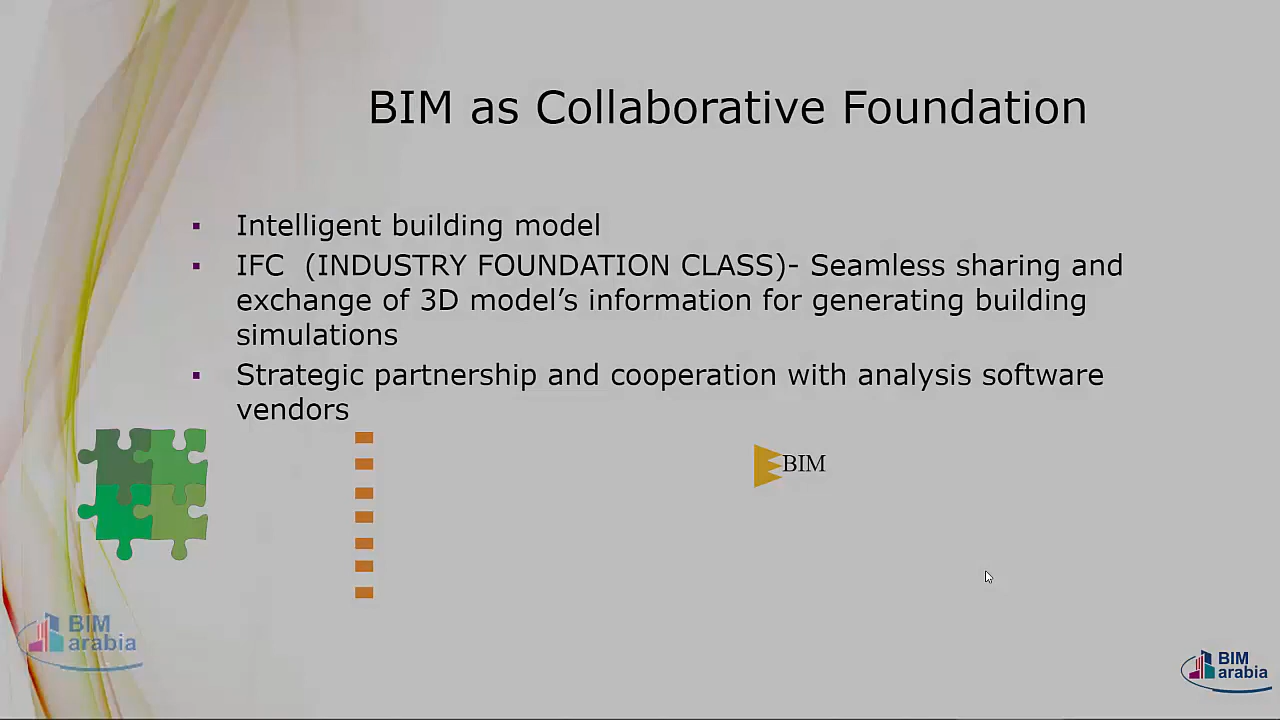 BIM as Collaborative Foundation
Intelligent building model
IFC (INDUSTRY FOUNDATION CLASS)- Seamless sharing and
exchange of 3D model’s information for generating building
simulations
Strategic partnership and cooperation with analysis software
vendors
BIM
BIM
arabia
BIM
arabia